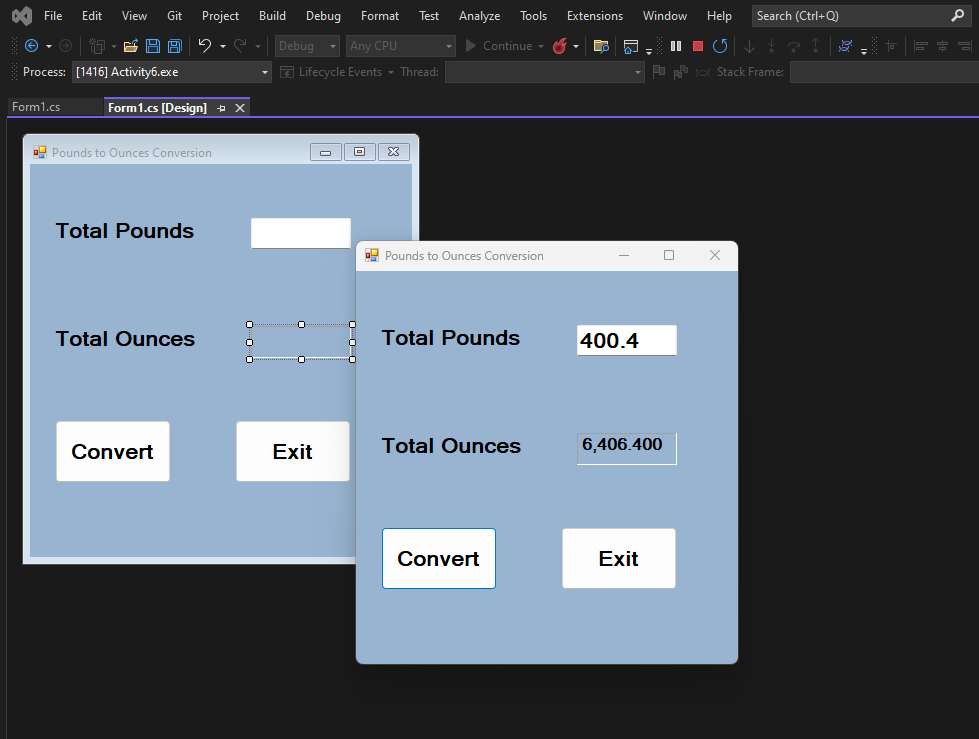 File Edit View Git Project Build Debug Format Test Analyze Tools Extensions Window Help Search (Ctrl+Q)
Debug Any CPU Continue
Process: [1416] Activity6.exe Lifecycle Events Thread: Stack Frame:
Form1.cs Form1.cs [Design]
Pounds to Ounces Conversion
Total Pounds
Total Ounces
Convert Exit
Pounds to Ounces Conversion
Total Pounds 400.4
Total Ounces 6,406.400
Convert Exit